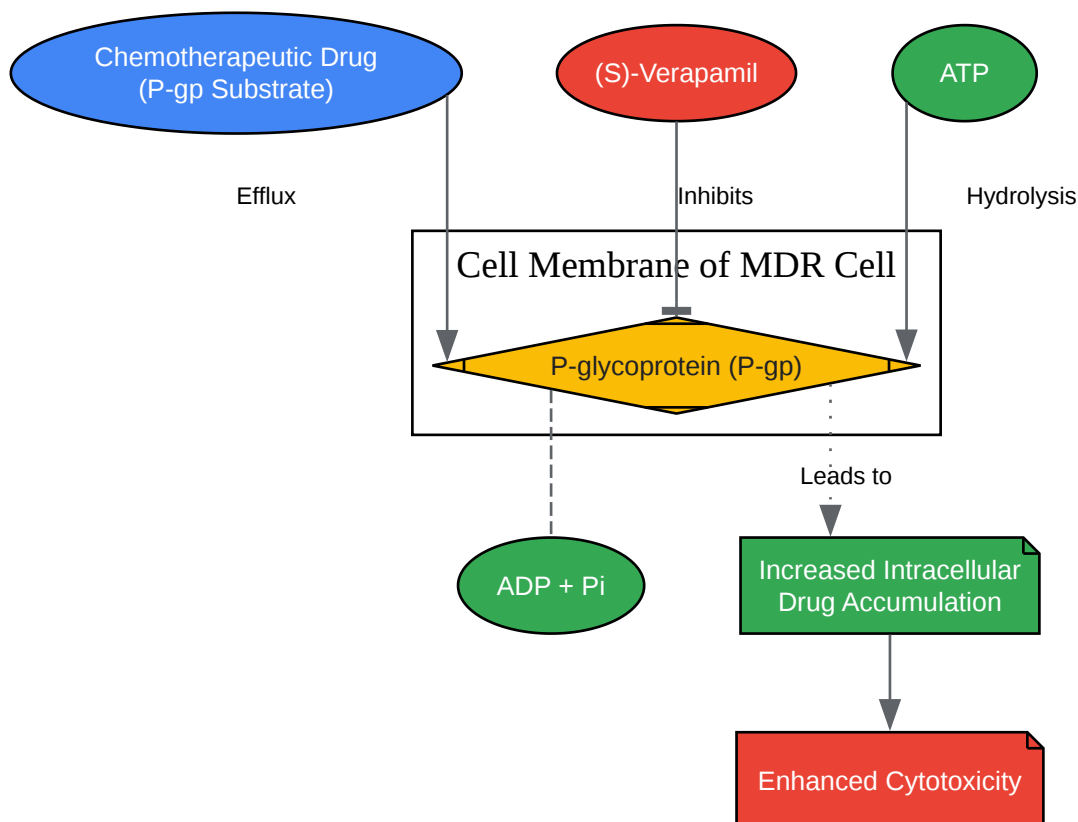 Chemotherapeutic Drug
(P-gp Substrate)
(S)-Verapamil
ATP
Efflux
Inhibits
Hydrolysis
Cell Membrane of MDR Cell
P-glycoprotein (P-gp)
Leads to
ADP + Pi
Increased Intracellular
Drug Accumulation
Enhanced Cytotoxicity